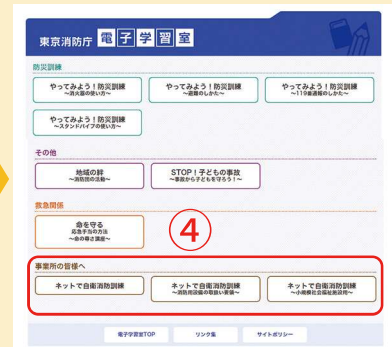 東京消防庁 電子学習室
防災訓練
やってみよう！防災訓練
～消火器の使い方～
やってみよう！防災訓練
～避難のしかた～
やってみよう！防災訓練
～119番通報のしかた～
やってみよう！防災訓練
～スタンドパイプの使い方～
その他
地域の絆
～消防団の活動～
STOP！子どもの事故
～事故から子どもを守ろう！～
救急関係
命を守る
応急手当の方法
～命の尊さ講座～
④
事業所の皆様へ
ネットで自衛消防訓練
ネットで自衛消防訓練
～消防用設備の取扱い要領～
ネットで自衛消防訓練
～小規模社会福祉施設用～
電子学習室TOP
リンク集
サイトポリシー